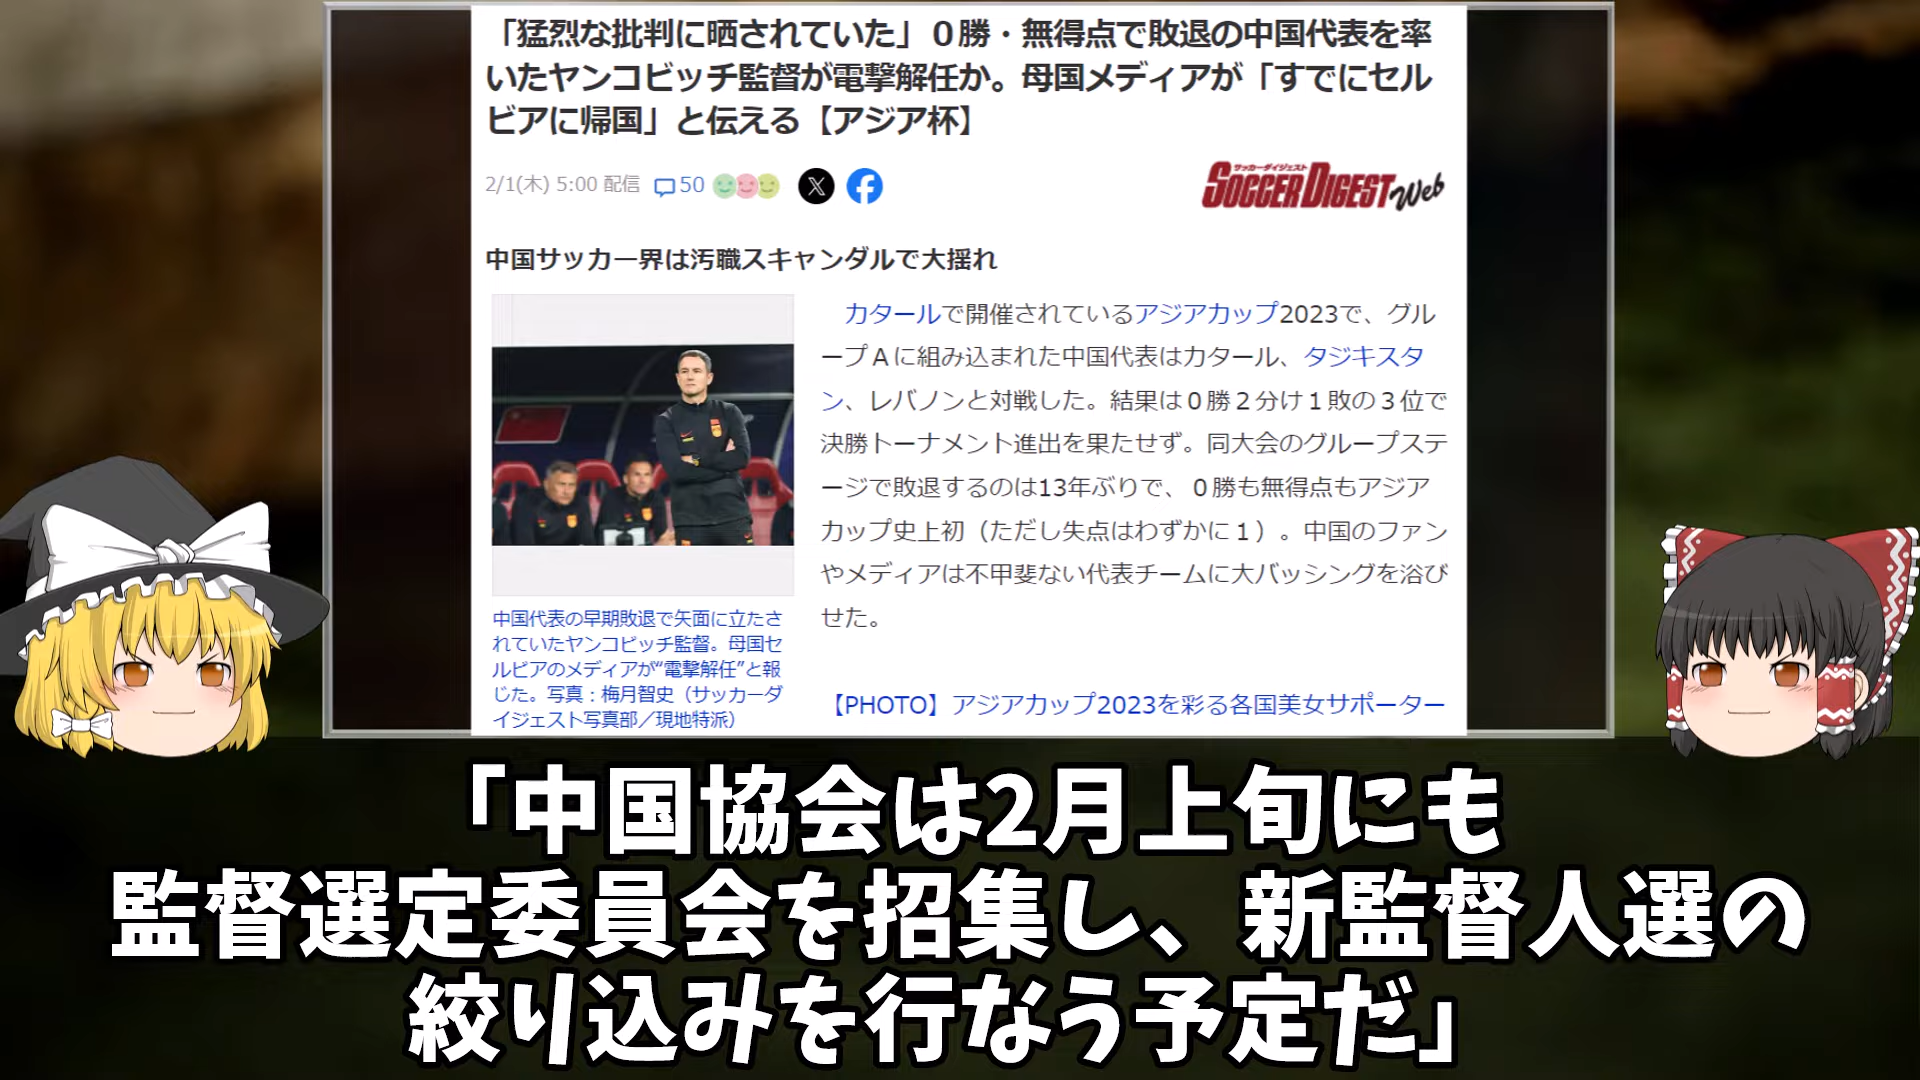 「猛烈な批判に晒されていた」０勝・無得点で敗退の中国代表を率
いたヤンコビッチ監督が電撃解任か。母国メディアが「すでにセル
ビアに帰国」と伝える【アジア杯】
2/1(木) 5:00 配信 50
サッカーダイジェスト
SOCCER DIGEST Web
中国サッカー界は汚職スキャンダルで大揺れ
カタールで開催されているアジアカップ2023で、グル
ープＡに組み込まれた中国代表はカタール、タジキスタ
ン、レバノンと対戦した。結果は０勝２分け１敗の３位で
決勝トーナメント進出を果たせず。同大会のグループステ
ージで敗退するのは13年ぶりで、０勝も無得点もアジア
カップ史上初（ただし失点はわずかに１）。中国のファン
やメディアは不甲斐ない代表チームに大バッシングを浴び
せた。
【PHOTO】アジアカップ2023を彩る各国美女サポーター
中国代表の早期敗退で矢面に立たさ
れていたヤンコビッチ監督。母国セ
ルビアのメディアが“電撃解任”と報
じた。写真：梅月智史（サッカーダ
イジェスト写真部／現地特派）
「中国協会は2月上旬にも
監督選定委員会を招集し、新監督人選の
絞り込みを行なう予定だ」